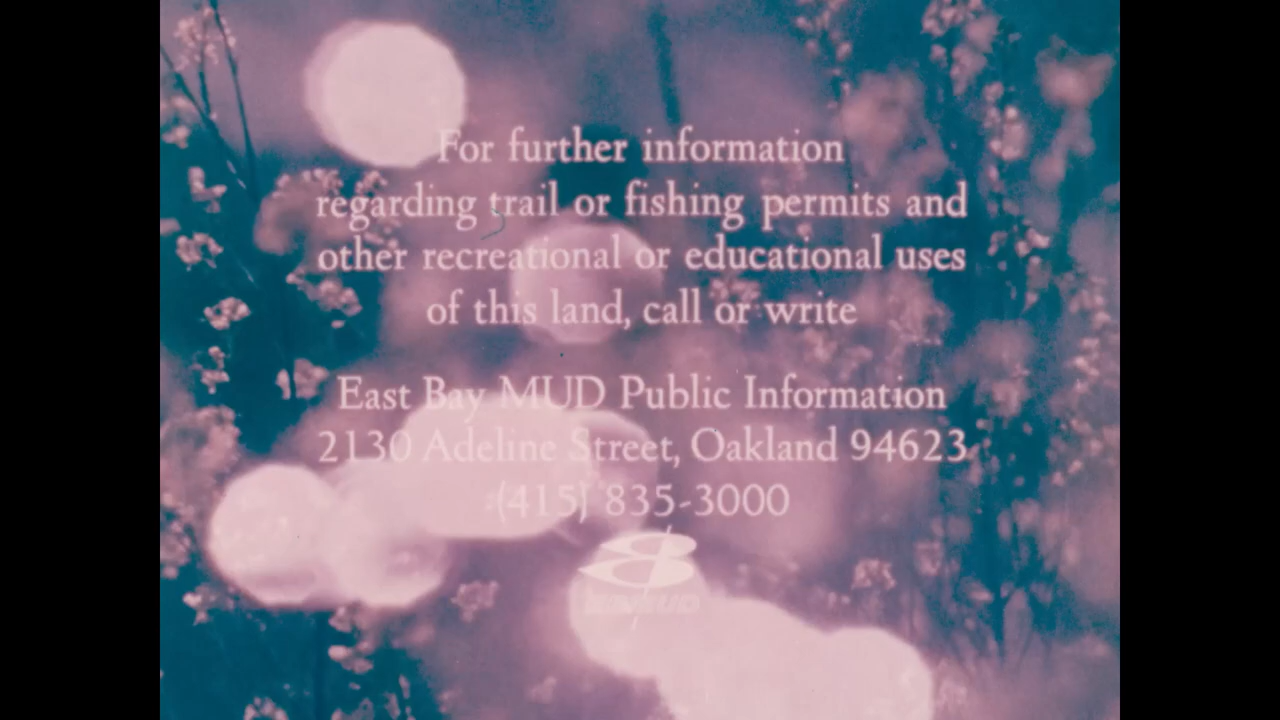 For further information
regarding trail or fishing permits and
other recreational or educational uses
of this land, call or write
East Bay MUD Public Information
2130 Adeline Street, Oakland 94623
(415) 835-3000